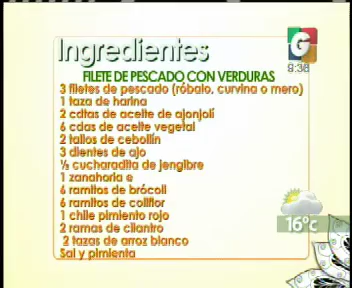 Ingredientes
G
FILETE DE PESCADO CON VERDURAS
9:36
3 filetes de pescado (róbalo, curvina o mero)
1 taza de harina
2 cditas de aceite de ajonjolí
6 cdas de aceite vegetal
2 tallos de cebollín
3 dientes de ajo
½ cucharadita de jengibre
1 zanahoria e
6 ramitos de brócoli
6 ramitos de coliflor
1 chile pimiento rojo
2 ramas de cilantro
2 tazas de arroz blanco
Sal y pimienta
16°c